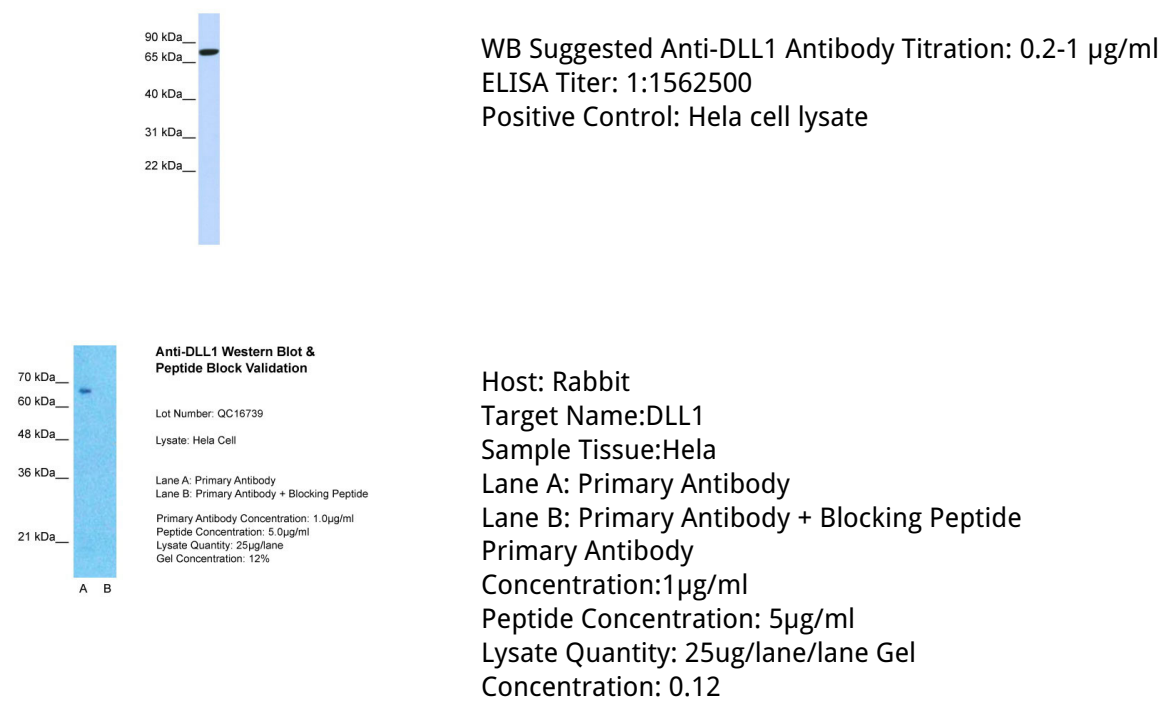 90 kDa__
65 kDa__
40 kDa__
31 kDa__
22 kDa__
WB Suggested Anti-DLL1 Antibody Titration: 0.2-1 µg/ml
ELISA Titer: 1:1562500
Positive Control: Hela cell lysate
70 kDa__
60 kDa__
48 kDa__
36 kDa__
21 kDa__
A B
Anti-DLL1 Western Blot &
Peptide Block Validation
Lot Number: QC16739
Lysate: Hela Cell
Lane A: Primary Antibody
Lane B: Primary Antibody + Blocking Peptide
Primary Antibody Concentration: 1.0µg/ml
Peptide Concentration: 5.0µg/ml
Lysate Quantity: 25µg/lane
Gel Concentration: 12%
Host: Rabbit
Target Name:DLL1
Sample Tissue:Hela
Lane A: Primary Antibody
Lane B: Primary Antibody + Blocking Peptide
Primary Antibody
Concentration:1µg/ml
Peptide Concentration: 5µg/ml
Lysate Quantity: 25ug/lane/lane Gel
Concentration: 0.12